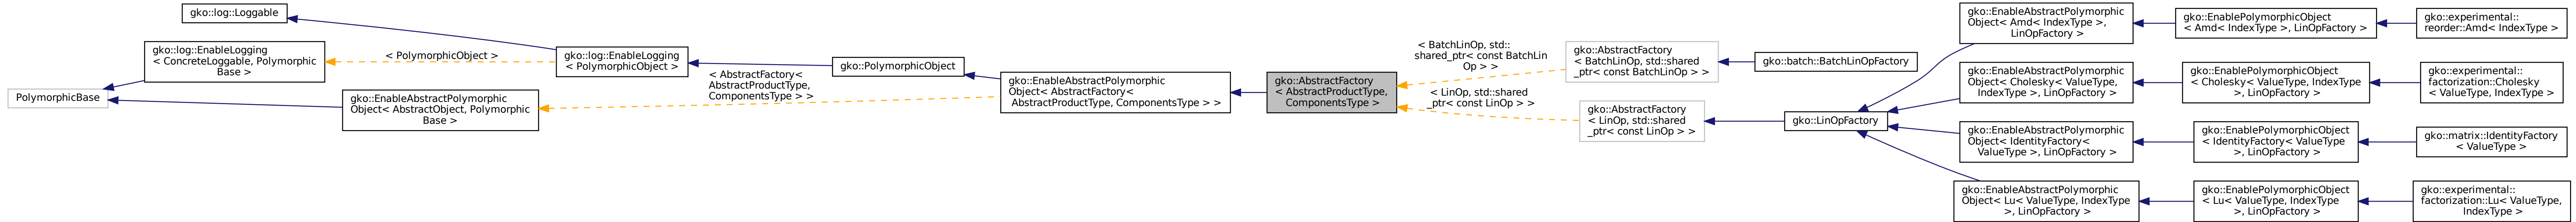 gko::log::Loggable
gko::log::EnableLogging
< ConcreteLoggable, Polymorphic
Base >
PolymorphicBase
gko::EnableAbstractPolymorphic
Object< AbstractObject, Polymorphic
Base >
< PolymorphicObject >
gko::log::EnableLogging
< PolymorphicObject >
< AbstractFactory<
AbstractProductType,
ComponentsType > >
gko::PolymorphicObject
gko::EnableAbstractPolymorphic
Object< AbstractFactory<
AbstractProductType, ComponentsType > >
gko::AbstractFactory
< AbstractProductType,
ComponentsType >
< BatchLinOp, std::
shared_ptr< const BatchLin
Op > >
< LinOp, std::shared
_ptr< const LinOp > >
gko::AbstractFactory
< BatchLinOp, std::shared
_ptr< const BatchLinOp > >
gko::AbstractFactory
< LinOp, std::shared
_ptr< const LinOp > >
gko::batch::BatchLinOpFactory
gko::LinOpFactory
gko::EnableAbstractPolymorphic
Object< Amd< IndexType >,
LinOpFactory >
gko::EnablePolymorphicObject
< Amd< IndexType >, LinOpFactory >
gko::experimental::
reorder::Amd< IndexType >
gko::EnableAbstractPolymorphic
Object< Cholesky< ValueType,
IndexType >, LinOpFactory >
gko::EnablePolymorphicObject
< Cholesky< ValueType, IndexType
>, LinOpFactory >
gko::experimental::
factorization::Cholesky
< ValueType, IndexType >
gko::EnableAbstractPolymorphic
Object< IdentityFactory<
ValueType >, LinOpFactory >
gko::EnablePolymorphicObject
< IdentityFactory< ValueType
>, LinOpFactory >
gko::matrix::IdentityFactory
< ValueType >
gko::EnableAbstractPolymorphic
Object< Lu< ValueType, IndexType
>, LinOpFactory >
gko::EnablePolymorphicObject
< Lu< ValueType, IndexType
>, LinOpFactory >
gko::experimental::
factorization::Lu< ValueType,
IndexType >